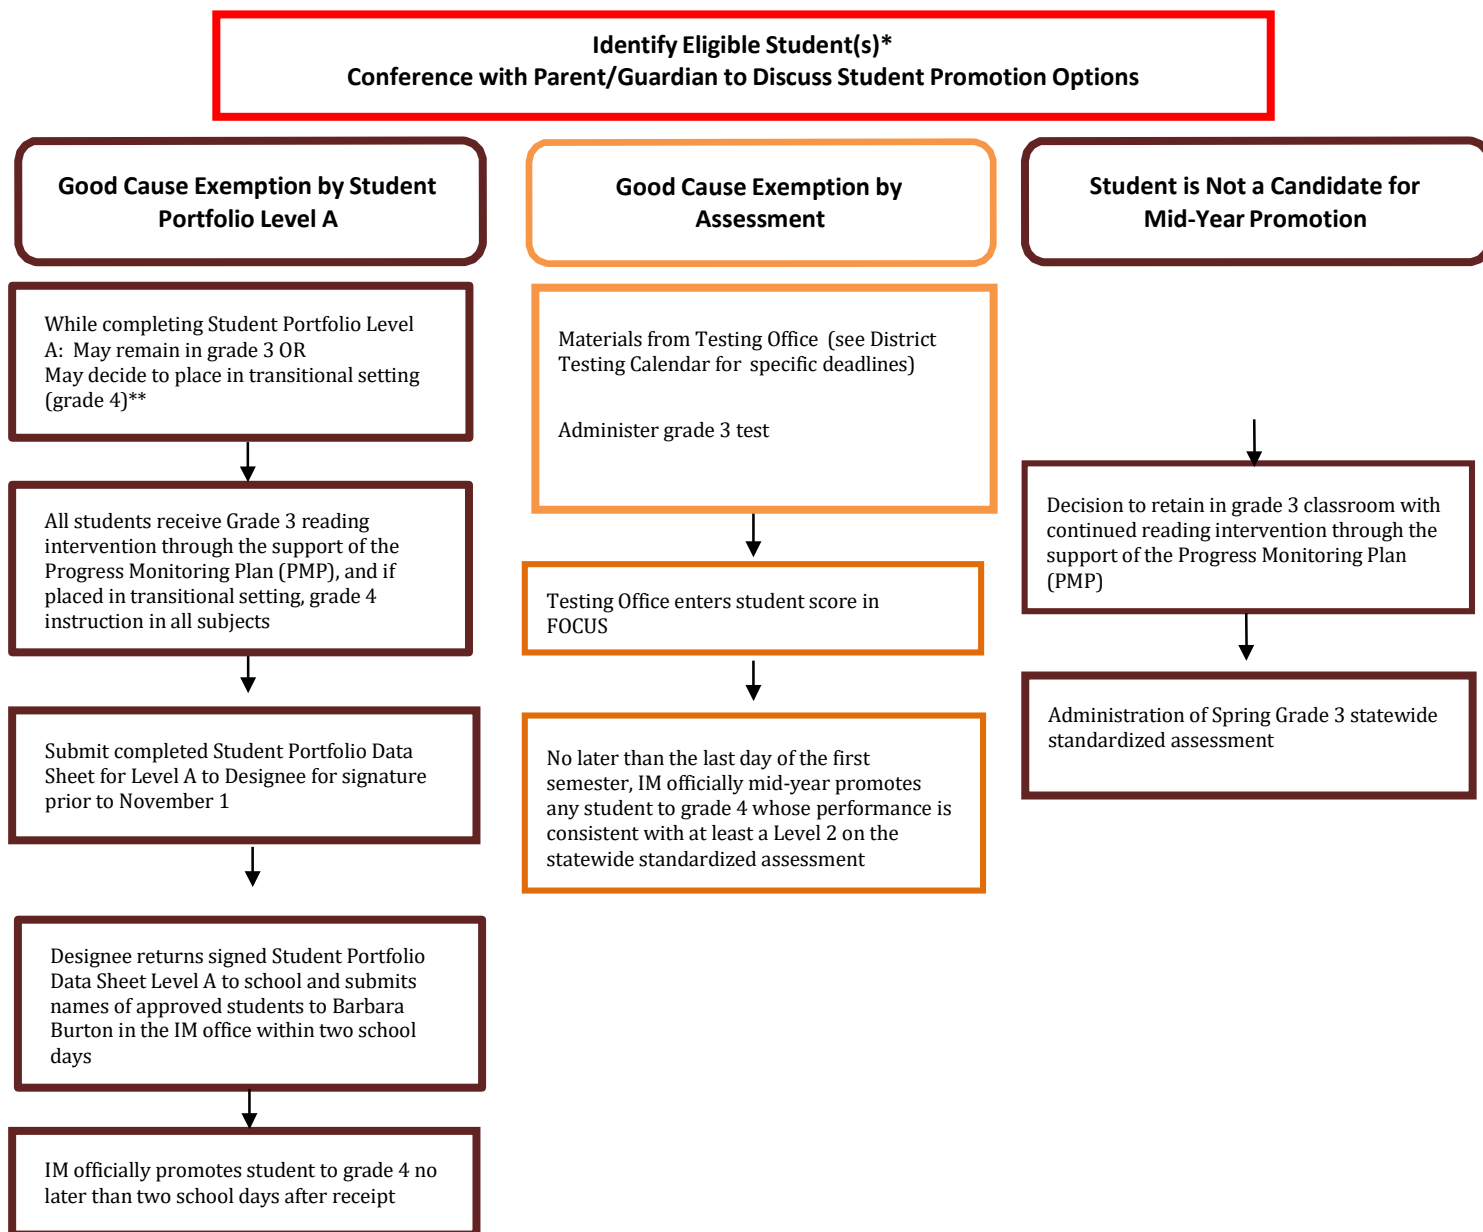 Identify Eligible Student(s)*
Conference with Parent/Guardian to Discuss Student Promotion Options
Good Cause Exemption by Student
Portfolio Level A
While completing Student Portfolio Level
A:  May remain in grade 3 OR
May decide to place in transitional setting
(grade 4)**
All students receive Grade 3 reading
intervention through the support of the
Progress Monitoring Plan (PMP), and if
placed in transitional setting, grade 4
instruction in all subjects
Submit completed Student Portfolio Data
Sheet for Level A to Designee for signature
prior to November 1
Designee returns signed Student Portfolio
Data Sheet Level A to school and submits
names of approved students to Barbara
Burton in the IM office within two school
days
IM officially promotes student to grade 4 no
later than two school days after receipt
Good Cause Exemption by
Assessment
Materials from Testing Office  (see District
Testing Calendar for  specific deadlines)
Administer grade 3 test
Testing Office enters student score in
FOCUS
No later than the last day of the first
semester, IM officially mid-year promotes
any student to grade 4 whose performance is
consistent with at least a Level 2 on the
statewide standardized assessment
Student is Not a Candidate for
Mid-Year Promotion
Decision to retain in grade 3 classroom with
continued reading intervention through the
support of the Progress Monitoring Plan
(PMP)
Administration of Spring Grade 3 statewide
standardized assessment